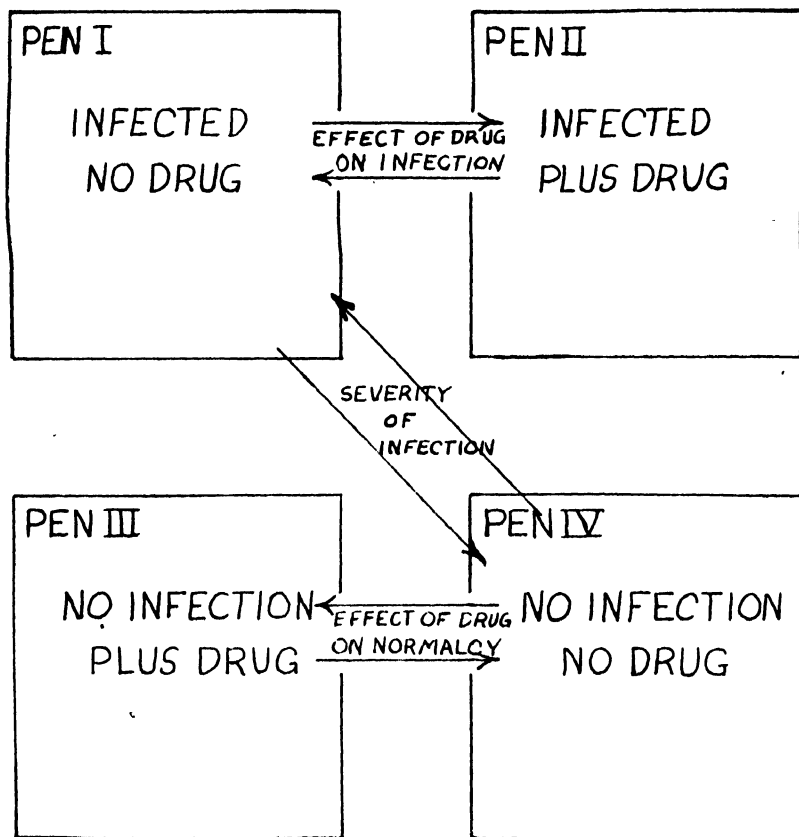 PEN I
INFECTED
NO DRUG
EFFECT OF DRUG
ON INFECTION
PEN II
INFECTED
PLUS DRUG
SEVERITY
OF
INFECTION
PEN III
NO INFECTION
PLUS DRUG
EFFECT OF DRUG
ON NORMALCY
PEN IV
NO INFECTION
NO DRUG